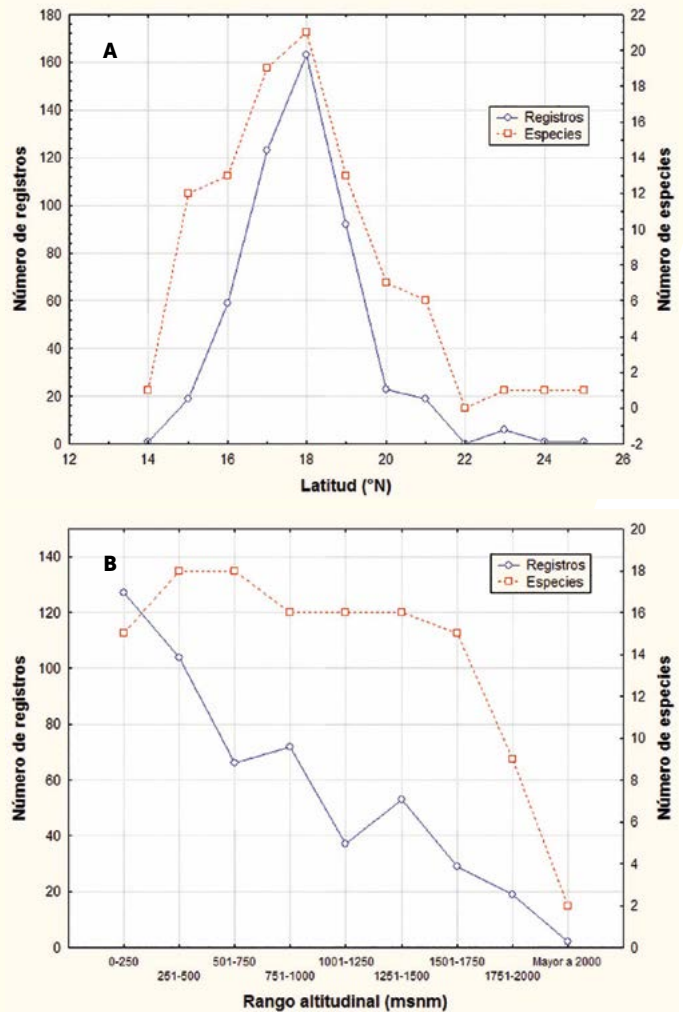 A
Número de registros
180
160
140
120
100
80
60
40
20
0
Registros
Especies
22
20
18
16
14
12
10
8
6
4
2
0
-2
Número de especies
12 14 16 18 20 22 24 26
Latitud (°N)
B
Número de registros
140
120
100
80
60
40
20
0
Registros
Especies
20
18
16
14
12
10
8
6
4
2
0
Número de especies
0-250 501-750 1001-1250 1501-1750 Mayor a 2000
251-500 751-1000 1251-1500 1751-2000
Rango altitudinal (msnm)